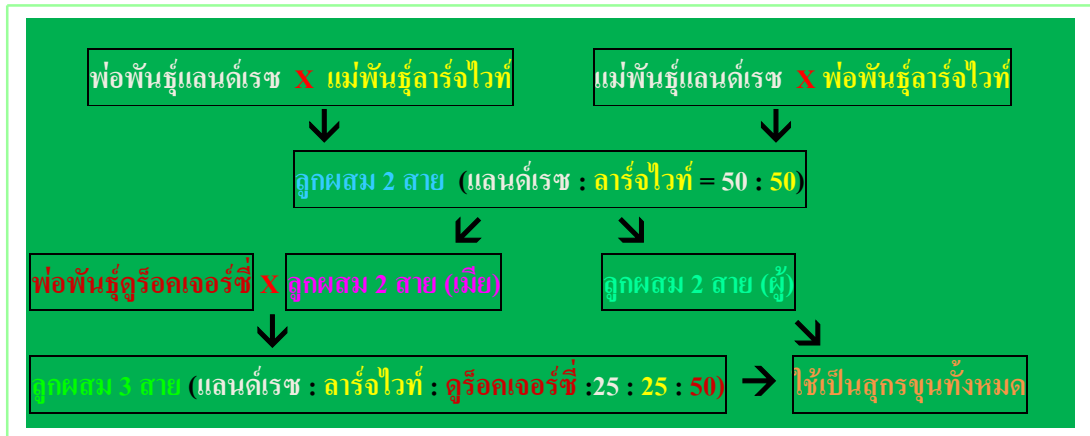 พ่อพันธุ์แลนด์เรซ X แม่พันธุ์ลาร์จไวท์ แม่พันธุ์แลนด์เรซ X พ่อพันธุ์ลาร์จไวท์
ลูกผสม 2 สาย (แลนด์เรซ : ลาร์จไวท์ = 50 : 50)
พ่อพันธุ์ดูร็อคเจอร์ซี่ X ลูกผสม 2 สาย (เมีย) ลูกผสม 2 สาย (ผู้)
ลูกผสม 3 สาย (แลนด์เรซ : ลาร์จไวท์ : ดูร็อคเจอร์ซี่ :25 : 25 : 50) ใช้เป็นสุกรขุนทั้งหมด